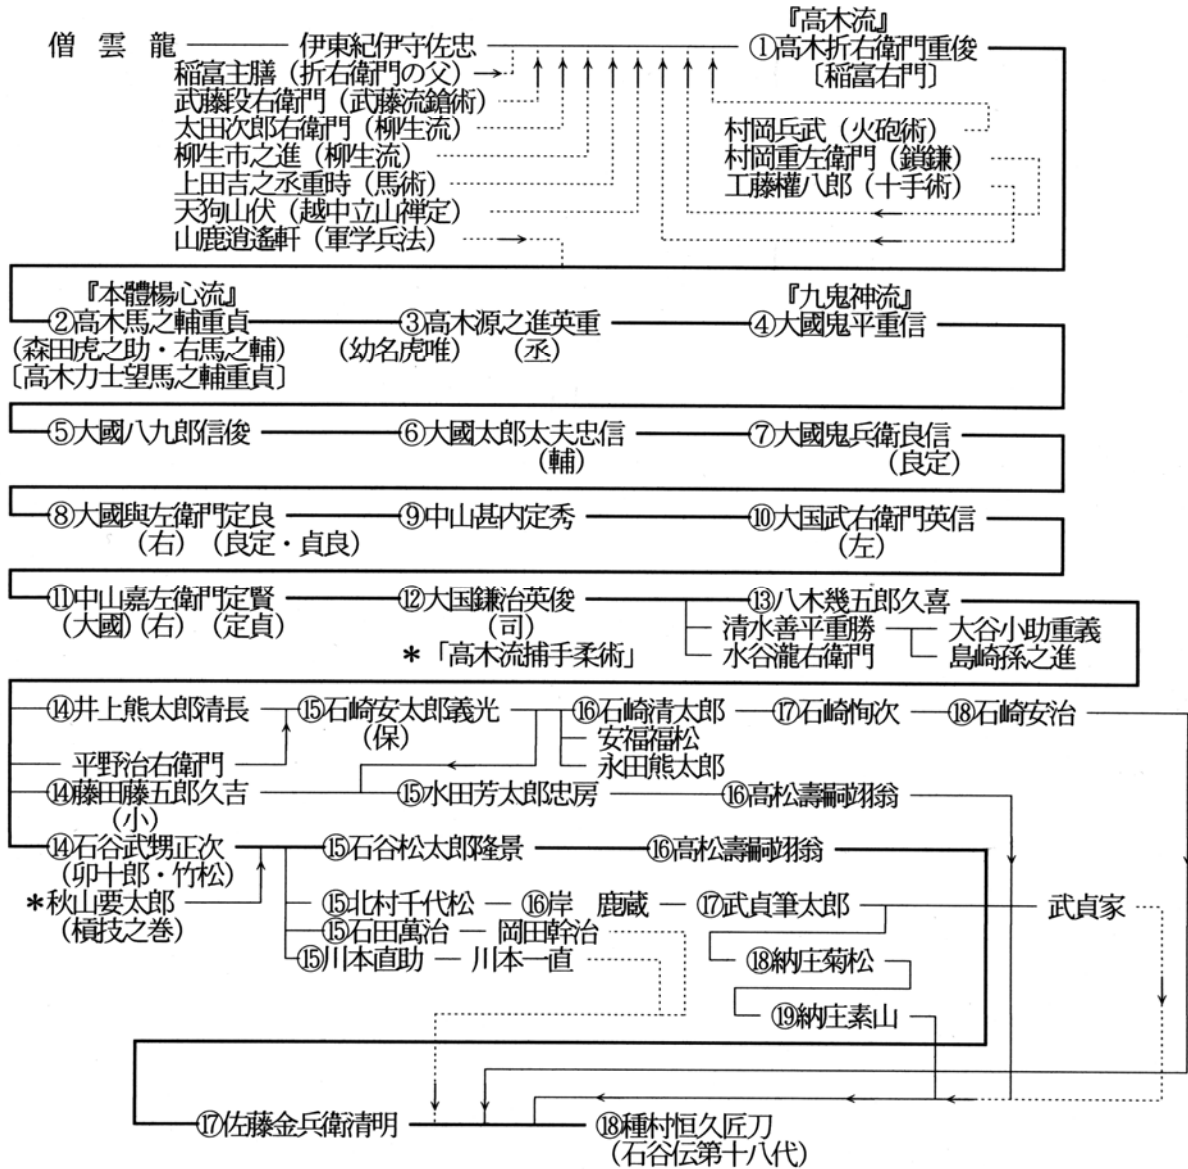 『高木流』
僧 雲 龍 伊東紀伊守佐忠 ①高木折右衛門重俊
稲富主膳（折右衛門の父） 〔稲富右門〕
武藤段右衛門（武藤流鎗術）
太田次郎右衛門（柳生流） 村岡兵武（火砲術）
柳生市之進（柳生流） 村岡重左衛門（鎖鎌）
上田吉之丞重時（馬術） 工藤權八郎（十手術）
天狗山伏（越中立山禅定）
山鹿逍遙軒（軍学兵法）
『本體楊心流』 『九鬼神流』
②高木馬之輔重貞 ③高木源之進英重 ④大國鬼平重信
（森田虎之助・右馬之輔） （幼名虎唯） （丞）
〔高木力士望馬之輔重貞〕
⑤大國八九郎信俊 ⑥大國太郎太夫忠信 ⑦大國鬼兵衛良信
（輔） （良定）
⑧大國與左衛門定良 ⑨中山甚内定秀 ⑩大国武右衛門英信
（右） （良定・貞良） （左）
⑪中山嘉左衛門定賢 ⑫大国鎌治英俊 ⑬八木幾五郎久喜
（大國）（右） （定貞） （司） 清水善平重勝 大谷小助重義
＊「高木流捕手柔術」 水谷瀧右衛門 島崎孫之進
⑭井上熊太郎清長 ⑮石崎安太郎義光 ⑯石崎清太郎 ⑰石崎恂次 ⑱石崎安治
（保） 安福福松
平野治右衛門 永田熊太郎
⑭藤田藤五郎久吉 ⑮水田芳太郎忠房 ⑯高松壽嗣翊翁
（小）
⑭石谷武甥正次 ⑮石谷松太郎隆景 ⑯高松壽嗣翊翁
（卯十郎・竹松）
＊秋山要太郎 ⑮北村千代松 ⑯岸 鹿蔵 ⑰武貞筆太郎 武貞家
（槓技之巻） ⑮石田萬治 岡田幹治
⑮川本直助 川本一直 ⑱納庄菊松
⑲納庄素山
⑰佐藤金兵衛清明 ⑱種村恒久匠刀
（石谷伝第十八代）